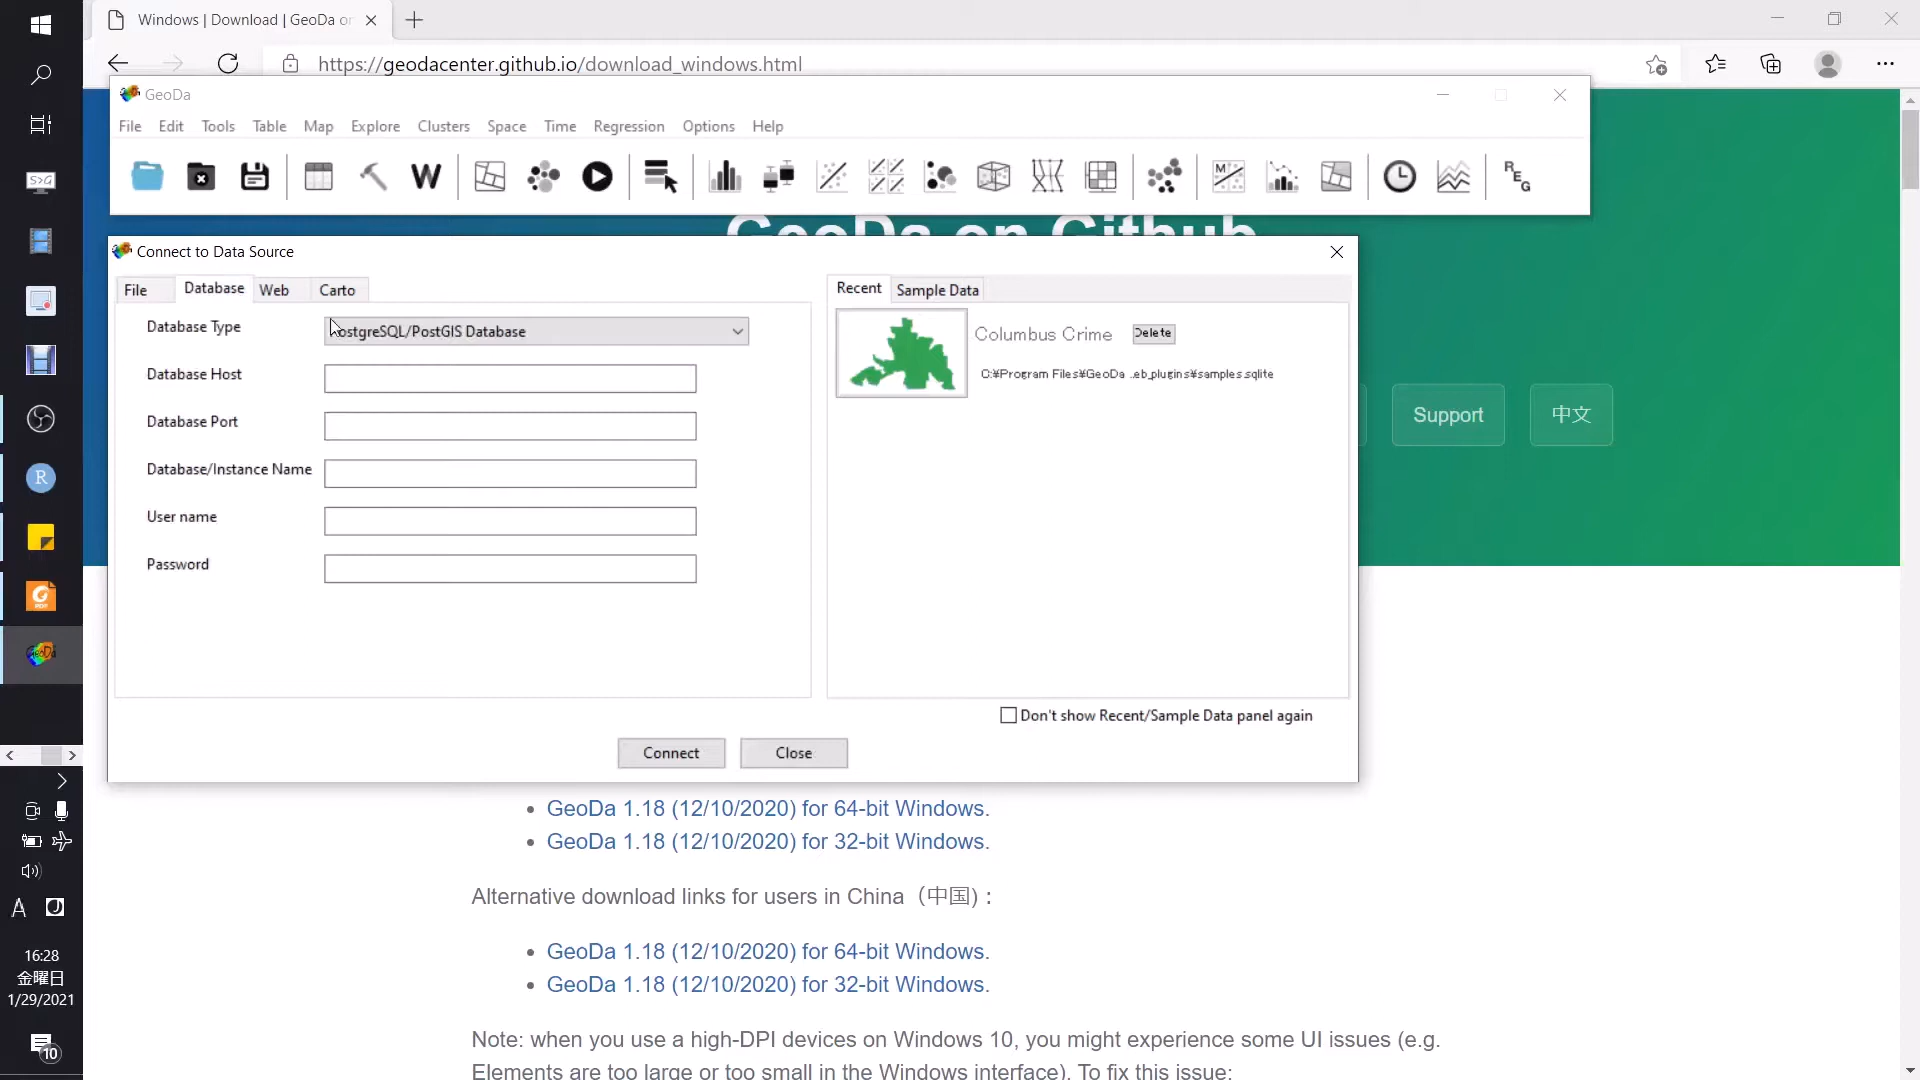 Windows | Download | GeoDa on
https://geodacenter.github.io/download_windows.html
GeoDa
File Edit Tools Table Map Explore Clusters Space Time Regression Options Help
GeoDa on Github
Connect to Data Source
File Database Web Carto
Recent Sample Data
Database Type
PostgreSQL/PostGIS Database
Database Host
Database Port
Database/Instance Name
User name
Password
Columbus Crime Delete
C:¥Program Files¥GeoDa ..eb_plugins¥samples.sqlite
Don't show Recent/Sample Data panel again
Connect Close
Support 中文
GeoDa 1.18 (12/10/2020) for 64-bit Windows.
GeoDa 1.18 (12/10/2020) for 32-bit Windows.
Alternative download links for users in China（中国）:
GeoDa 1.18 (12/10/2020) for 64-bit Windows.
GeoDa 1.18 (12/10/2020) for 32-bit Windows.
Note: when you use a high-DPI devices on Windows 10, you might experience some UI issues (e.g.
Elements are too large or too small in the Windows interface). To fix this issue:
A J
16:28
金曜日
1/29/2021
10